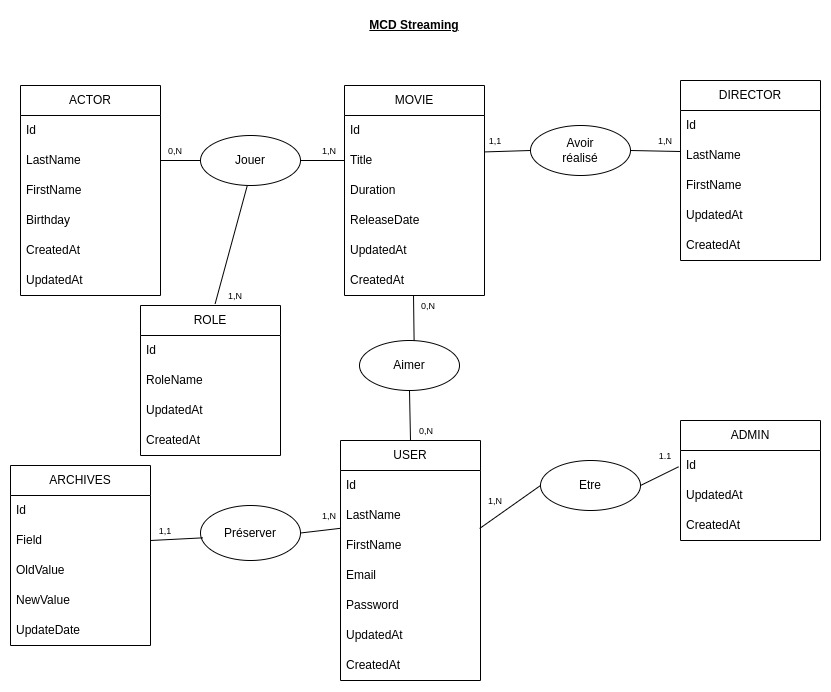 MCD Streaming
ACTOR
Id
LastName
FirstName
Birthday
CreatedAt
UpdatedAt
0,N
Jouer
1,N
1,N
MOVIE
Id
Title
Duration
ReleaseDate
UpdatedAt
CreatedAt
1,1
Avoir
réalisé
1,N
DIRECTOR
Id
LastName
FirstName
UpdatedAt
CreatedAt
ROLE
Id
RoleName
UpdatedAt
CreatedAt
0,N
Aimer
0,N
ARCHIVES
Id
Field
OldValue
NewValue
UpdateDate
1,1
Préserver
1,N
USER
Id
LastName
FirstName
Email
Password
UpdatedAt
CreatedAt
1,N
Etre
1.1
ADMIN
Id
UpdatedAt
CreatedAt